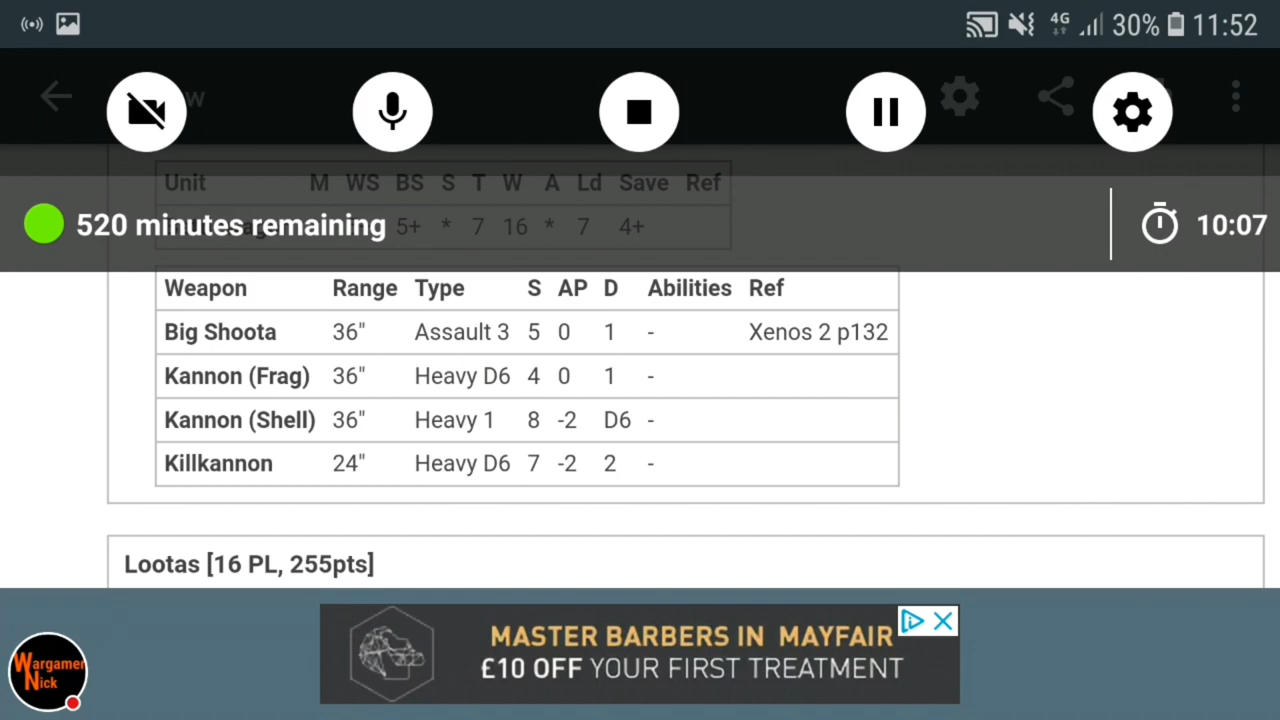 4G 30% 11:52
w
Unit M WS BS S T W A Ld Save Ref
520 minutes remaining 5+ * 7 16 * 7 4+ 10:07
Weapon Range Type S AP D Abilities Ref
Big Shoota 36" Assault 3 5 0 1 - Xenos 2 p132
Kannon (Frag) 36" Heavy D6 4 0 1 -
Kannon (Shell) 36" Heavy 1 8 -2 D6 -
Killkannon 24" Heavy D6 7 -2 2 -
Lootas [16 PL, 255pts]
MASTER BARBERS IN MAYFAIR
£10 OFF YOUR FIRST TREATMENT
Wargamer
Nick